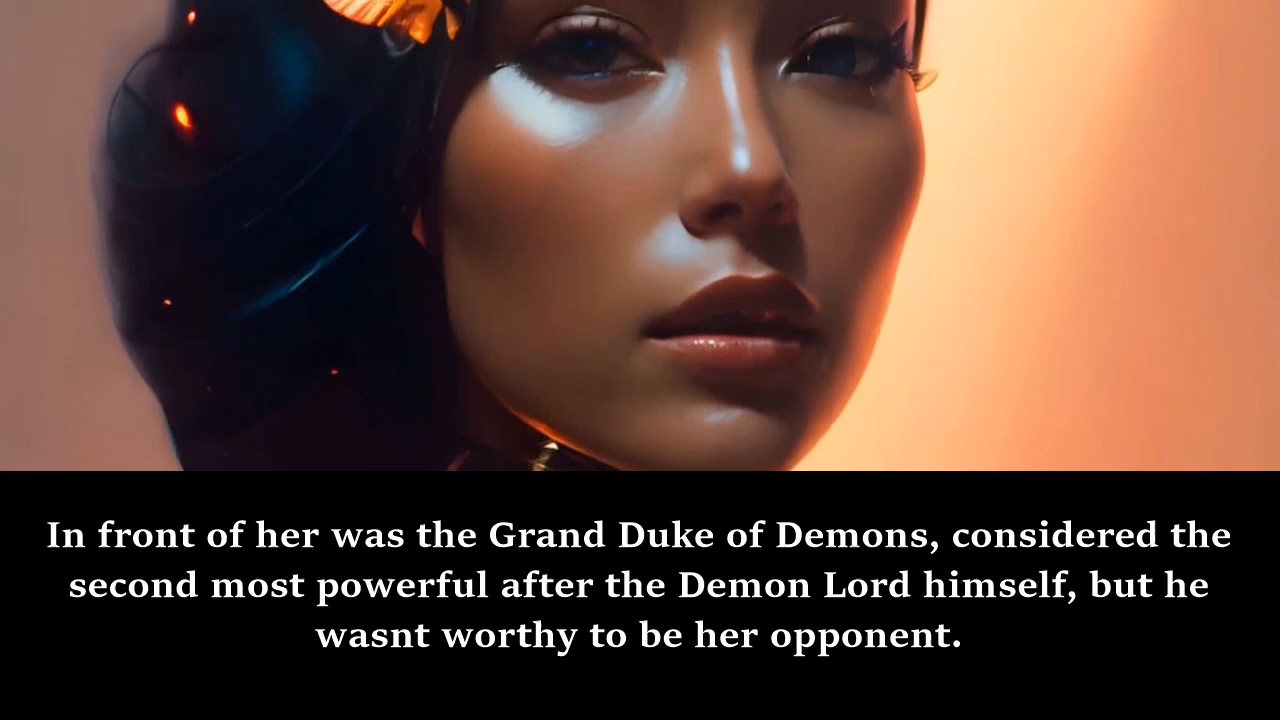 In front of her was the Grand Duke of Demons, considered the
second most powerful after the Demon Lord himself, but he
wasnt worthy to be her opponent.